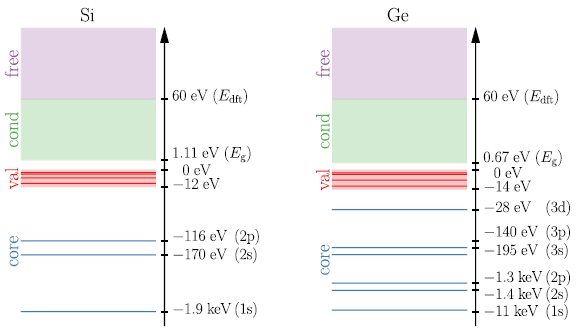 Si
free
cond
val
core
60 eV (E_dft)
1.11 eV (E_g)
0 eV
−12 eV
−116 eV (2p)
−170 eV (2s)
−1.9 keV (1s)
Ge
free
cond
val
core
60 eV (E_dft)
0.67 eV (E_g)
0 eV
−14 eV
−28 eV (3d)
−140 eV (3p)
−195 eV (3s)
−1.3 keV (2p)
−1.4 keV (2s)
−11 keV (1s)